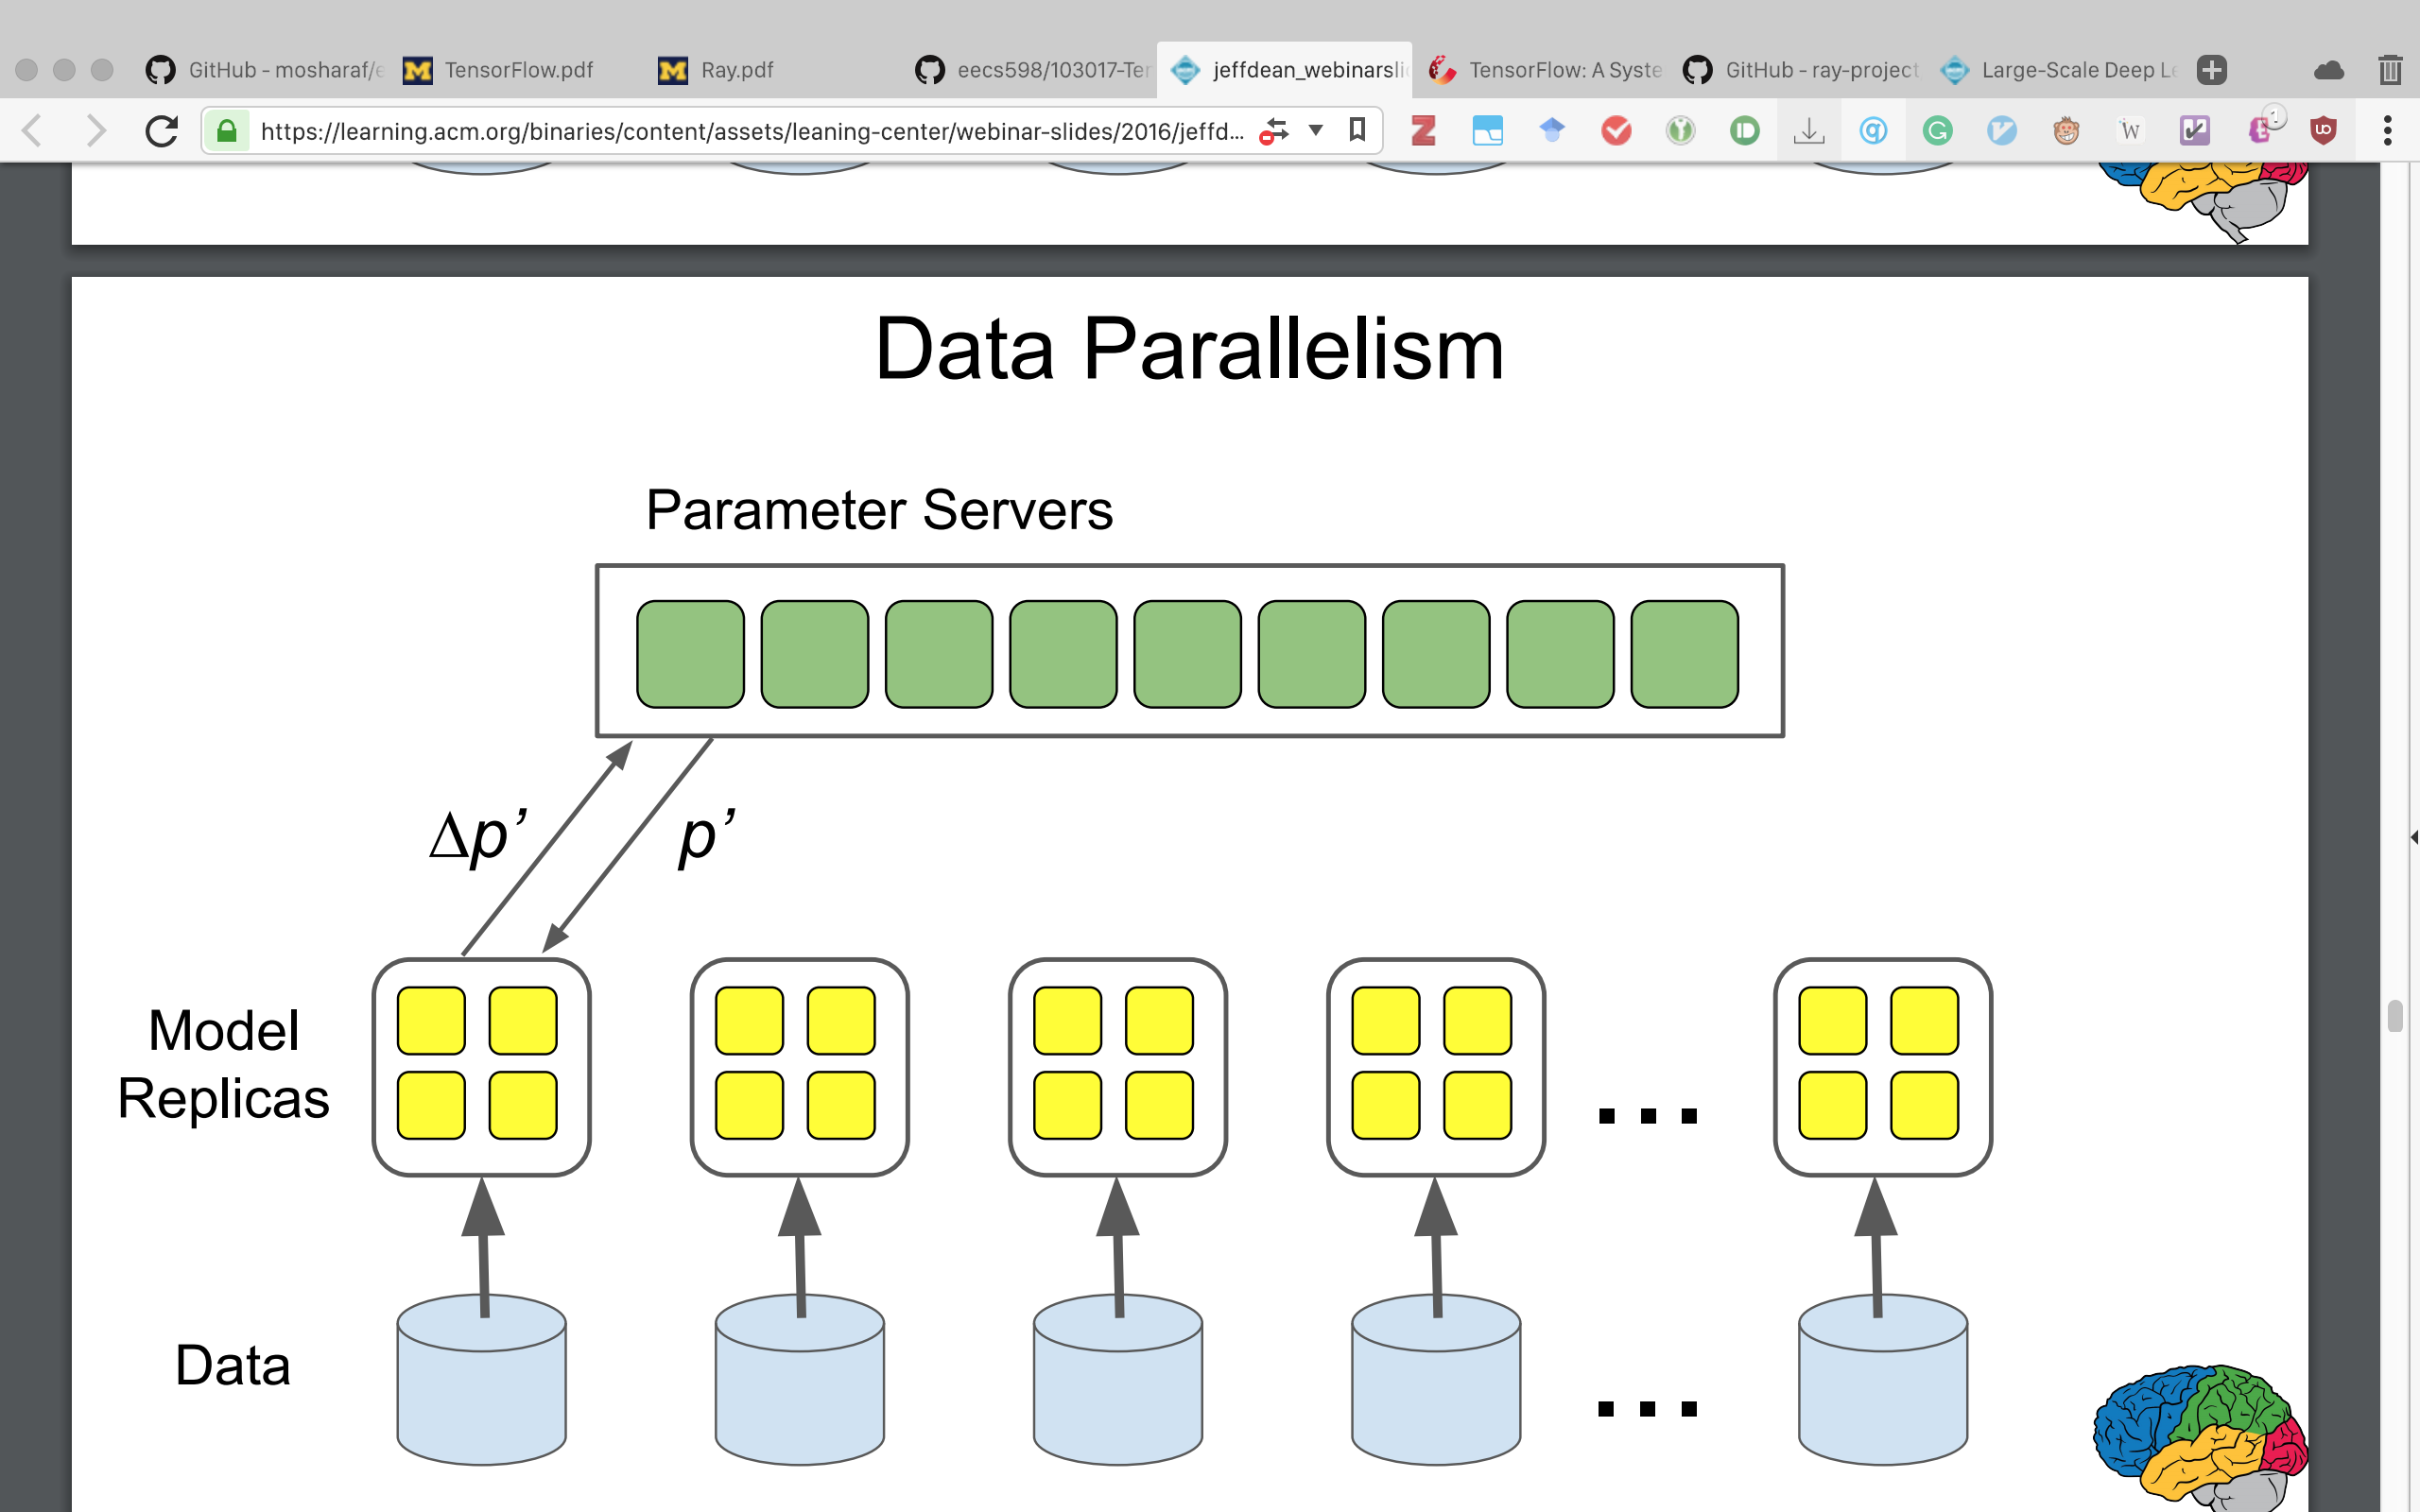 GitHub - mosharaf/e
TensorFlow.pdf
Ray.pdf
eecs598/103017-Ter
jeffdean_webinarsli
TensorFlow: A Syste
GitHub - ray-project
Large-Scale Deep Le
https://learning.acm.org/binaries/content/assets/leaning-center/webinar-slides/2016/jeffd...
Z
W
1
Data Parallelism
Parameter Servers
Δp’
p’
Model
Replicas
...
Data
...